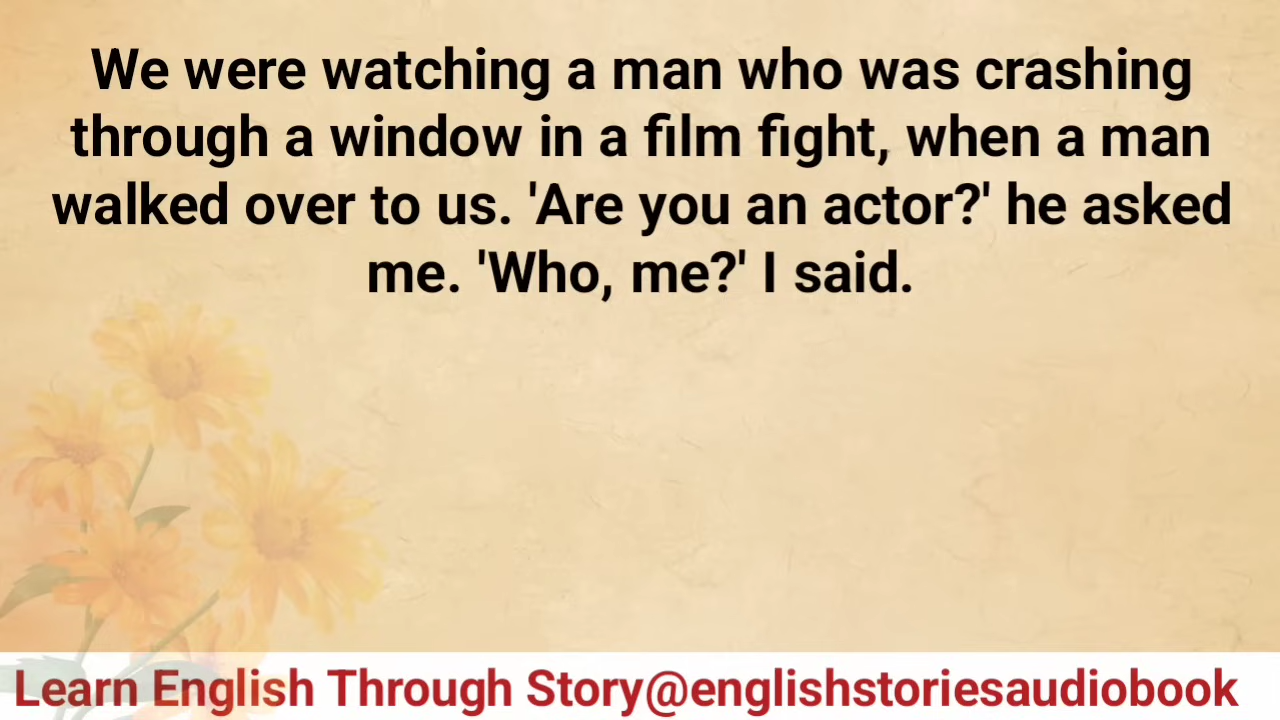 We were watching a man who was crashing
through a window in a film fight, when a man
walked over to us. 'Are you an actor?' he asked
me. 'Who, me?' I said.
Learn English Through Story@englishstoriesaudiobook